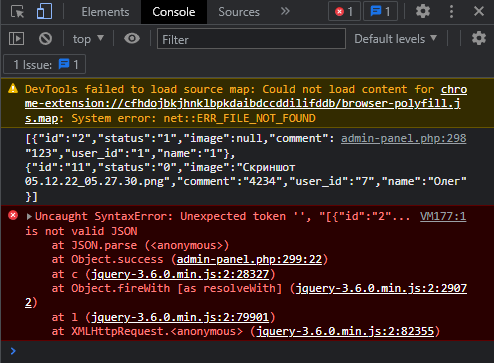 Elements Console Sources » 1 1
top ▼ Filter Default levels ▼
1 Issue: 1
DevTools failed to load source map: Could not load content for chro
me-extension://cfhdojbkjhnklbpkdaibdccddilifddb/browser-polyfill.j
s.map: System error: net::ERR_FILE_NOT_FOUND
[{"id":"2","status":"1","image":null,"comment": admin-panel.php:298
"123","user_id":"1","name":"1"},
{"id":"11","status":"0","image":"Скриншот
05.12.22_05.27.30.png","comment":"4234","user_id":"7","name":"Олег"
}]
▶Uncaught SyntaxError: Unexpected token '', "[{"id":"2"... VM177:1
is not valid JSON
at JSON.parse (<anonymous>)
at Object.success (admin-panel.php:299:22)
at c (jquery-3.6.0.min.js:2:28327)
at Object.fireWith [as resolveWith] (jquery-3.6.0.min.js:2:2907
2)
at l (jquery-3.6.0.min.js:2:79901)
at XMLHttpRequest.<anonymous> (jquery-3.6.0.min.js:2:82355)